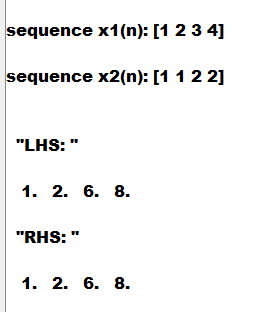 sequence x1(n): [1 2 3 4]
sequence x2(n): [1 1 2 2]
"LHS: "
1. 2. 6. 8.
"RHS: "
1. 2. 6. 8.